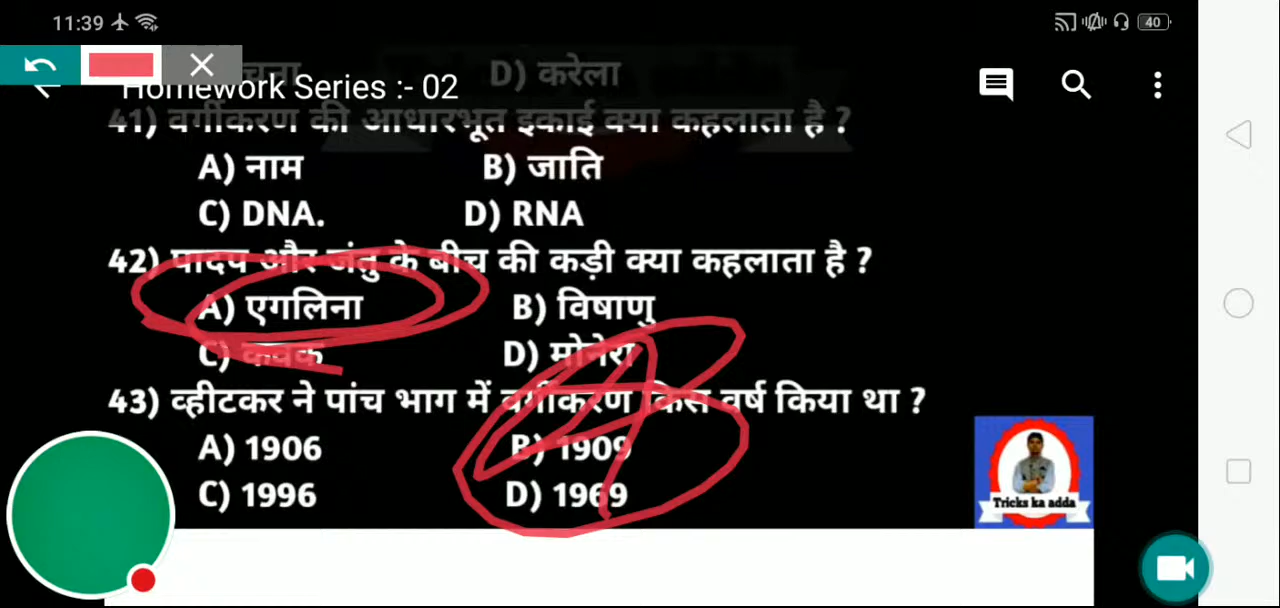 11:39
40
चना D) करेला
Homework Series :- 02
41) वर्गीकरण की आधारभूत इकाई क्या कहलाता है ?
A) नाम B) जाति
C) DNA. D) RNA
42) पादप और जंतु के बीच की कड़ी क्या कहलाता है ?
A) एगलिना B) विषाणु
C) कवक D) मोनेरा
43) व्हीटकर ने पांच भाग में वर्गीकरण किस वर्ष किया था ?
A) 1906 B) 1909
C) 1996 D) 1969
Tricks ka adda